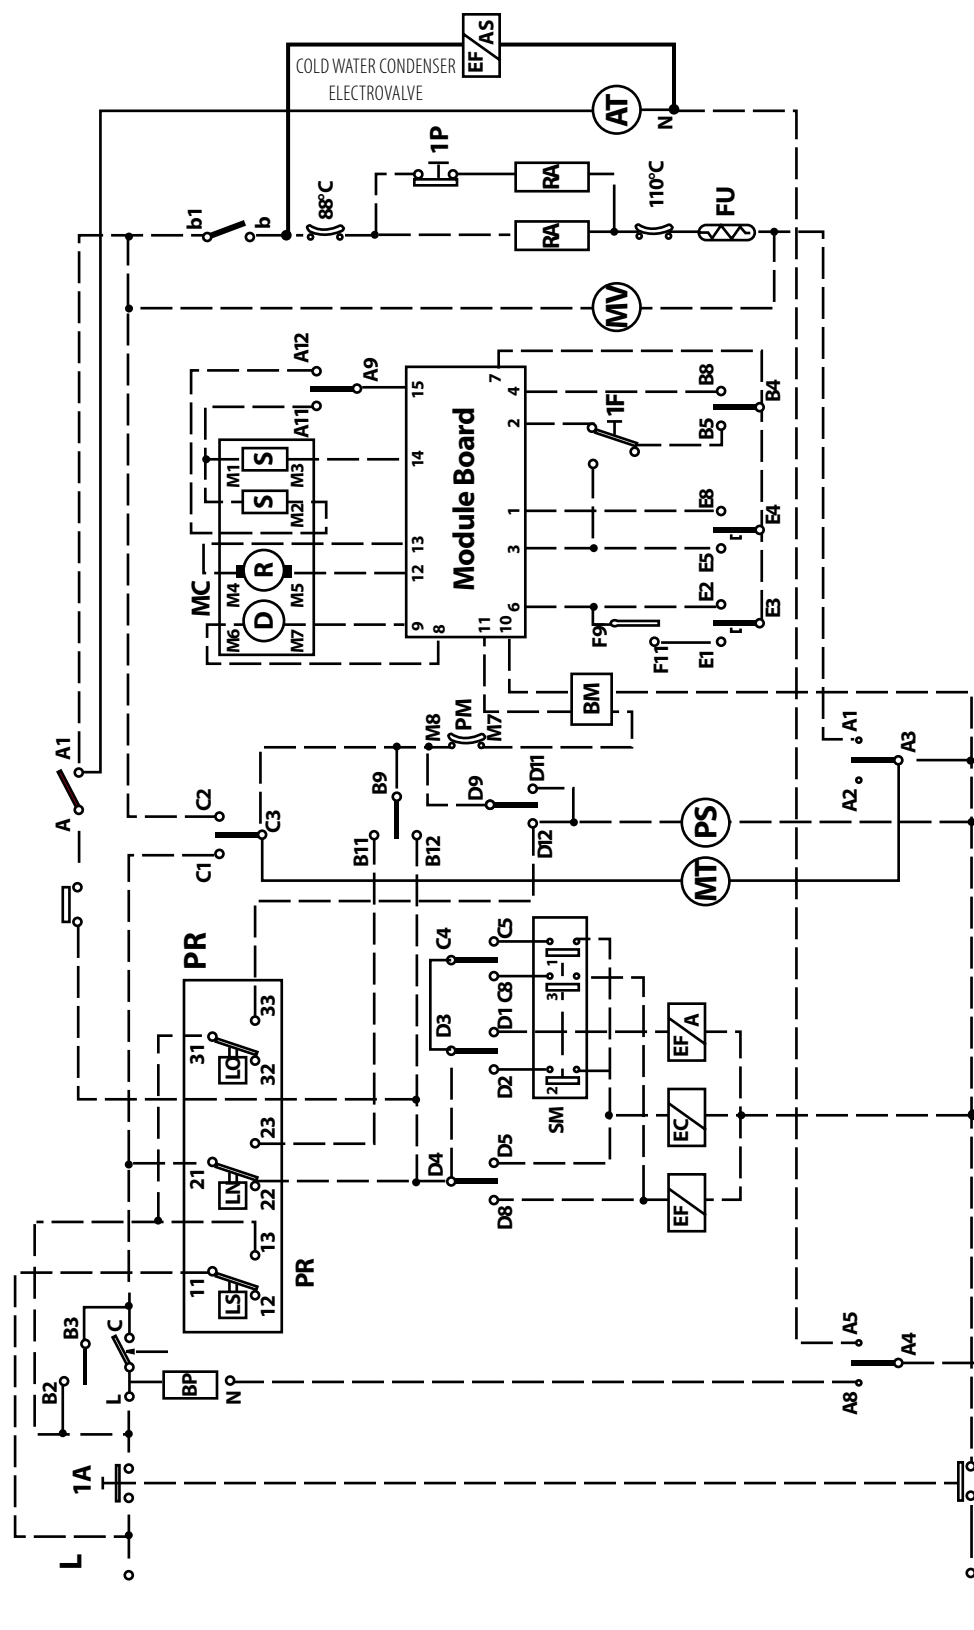 EF AS
COLD WATER CONDENSER
ELECTROVALVE
AT
N
1P
88°C
b1
b
RA
RA
110°C
FU
MV
A12
A9
A11
M1
S
M3
S
M2
MC
M4
R
M5
M6
D
M7
15
14
13
12
9
8
Module Board
7
4
2
1
3
6
11
10
1F
B8
B4
B5
E8
E4
E5
E2
E3
F9
F11
E1
BM
M8
PM
M7
A1
A
C2
C3
C1
B9
B11
B12
D9
D11
D12
A1
A3
A2
PS
MT
PR
33
31
LO
32
23
21
LN
22
13
11
LS
12
PR
C4
C5
C8
D3
D1
D2
D4
D5
D8
1
3
2
SM
EF A
EC
EF
B3
C
B2
L
BP
N
A5
A4
A8
1A
L